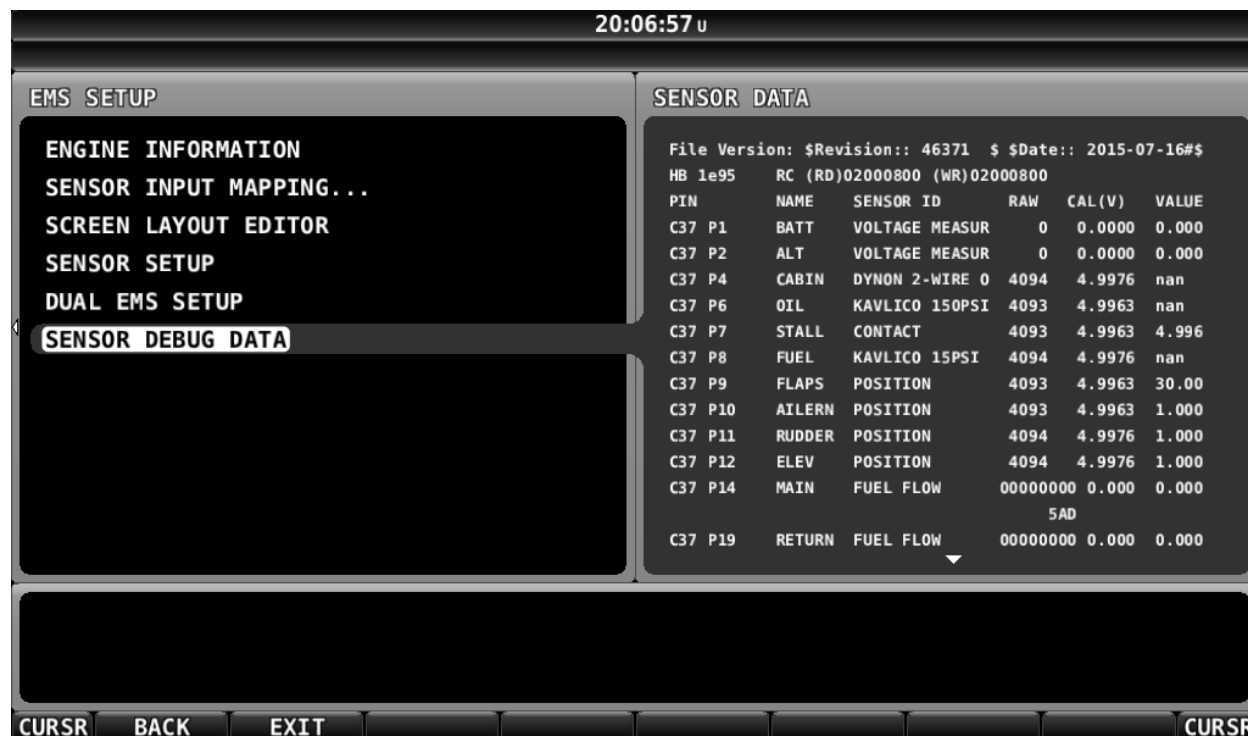 20:06:57 U
EMS SETUP
ENGINE INFORMATION
SENSOR INPUT MAPPING...
SCREEN LAYOUT EDITOR
SENSOR SETUP
DUAL EMS SETUP
SENSOR DEBUG DATA
SENSOR DATA
File Version: $Revision:: 46371 $ $Date:: 2015-07-16#$
HB 1e95 RC (RD)02000800 (WR)02000800
PIN NAME SENSOR ID RAW CAL(V) VALUE
C37 P1 BATT VOLTAGE MEASUR 0 0.0000 0.000
C37 P2 ALT VOLTAGE MEASUR 0 0.0000 0.000
C37 P4 CABIN DYNON 2-WIRE O 4094 4.9976 nan
C37 P6 OIL KAVLICO 150PSI 4093 4.9963 nan
C37 P7 STALL CONTACT 4093 4.9963 4.996
C37 P8 FUEL KAVLICO 15PSI 4094 4.9976 nan
C37 P9 FLAPS POSITION 4093 4.9963 30.00
C37 P10 AILERN POSITION 4093 4.9963 1.000
C37 P11 RUDDER POSITION 4094 4.9976 1.000
C37 P12 ELEV POSITION 4094 4.9976 1.000
C37 P14 MAIN FUEL FLOW 00000000 0.000 0.000
5AD
C37 P19 RETURN FUEL FLOW 00000000 0.000 0.000
CURSR BACK EXIT CURSR